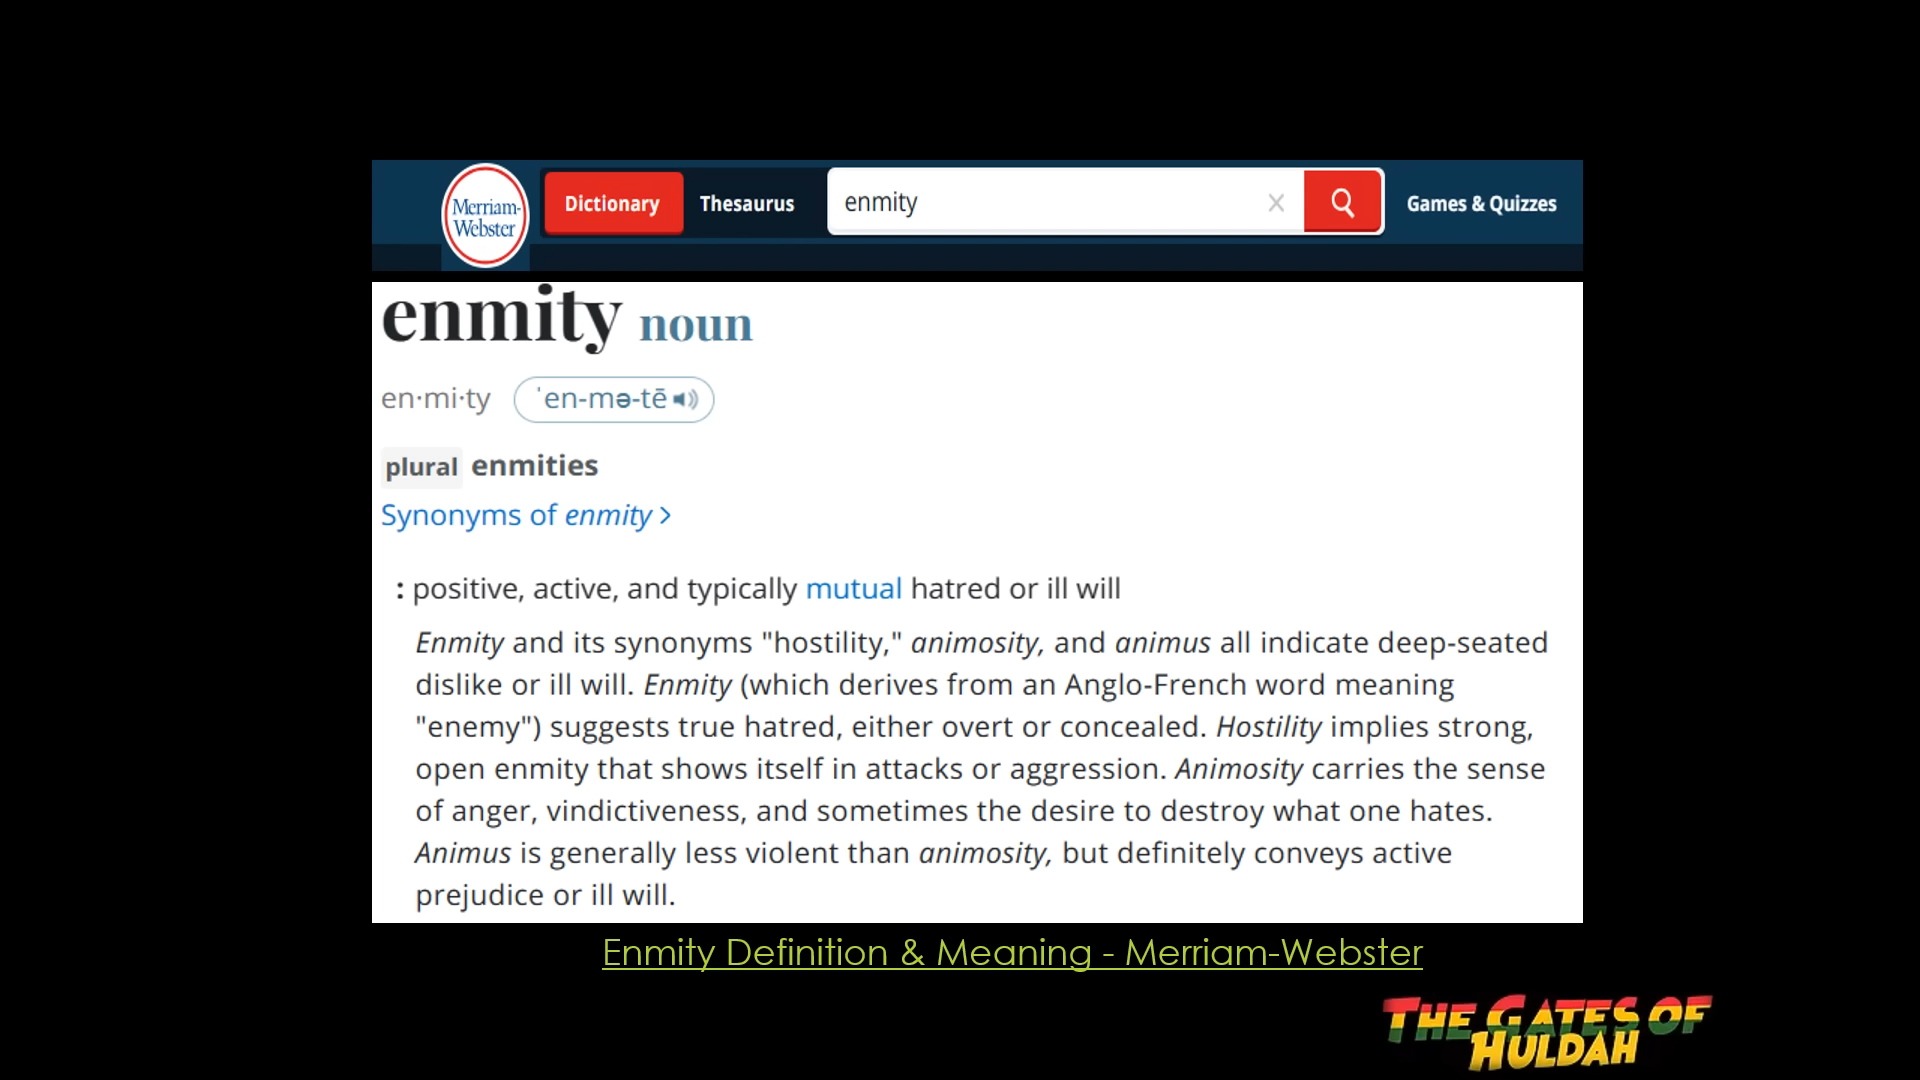 Merriam-
Webster
Dictionary
Thesaurus
enmity
Games & Quizzes
enmity noun
en·mi·ty ˈen-mə-tē
plural enmities
Synonyms of enmity >
: positive, active, and typically mutual hatred or ill will
Enmity and its synonyms "hostility," animosity, and animus all indicate deep-seated
dislike or ill will. Enmity (which derives from an Anglo-French word meaning
"enemy") suggests true hatred, either overt or concealed. Hostility implies strong,
open enmity that shows itself in attacks or aggression. Animosity carries the sense
of anger, vindictiveness, and sometimes the desire to destroy what one hates.
Animus is generally less violent than animosity, but definitely conveys active
prejudice or ill will.
Enmity Definition & Meaning - Merriam-Webster
THE GATES OF
HULDAH